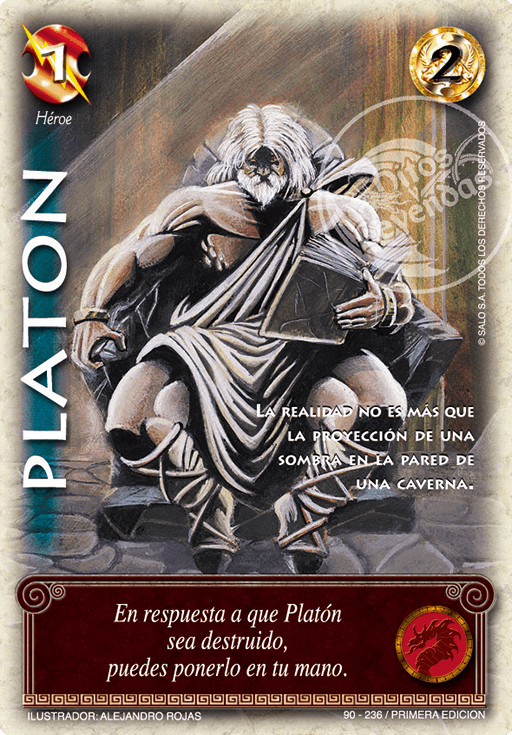 1
2
Héroe
Mitos
Leyendas
PLATON
© SALO S.A. TODOS LOS DERECHOS RESERVADOS
La realidad no es más que
la proyección de una
sombra en la pared de
una caverna.
En respuesta a que Platón
sea destruido,
puedes ponerlo en tu mano.
ILUSTRADOR: ALEJANDRO ROJAS
90 - 236 / PRIMERA EDICION